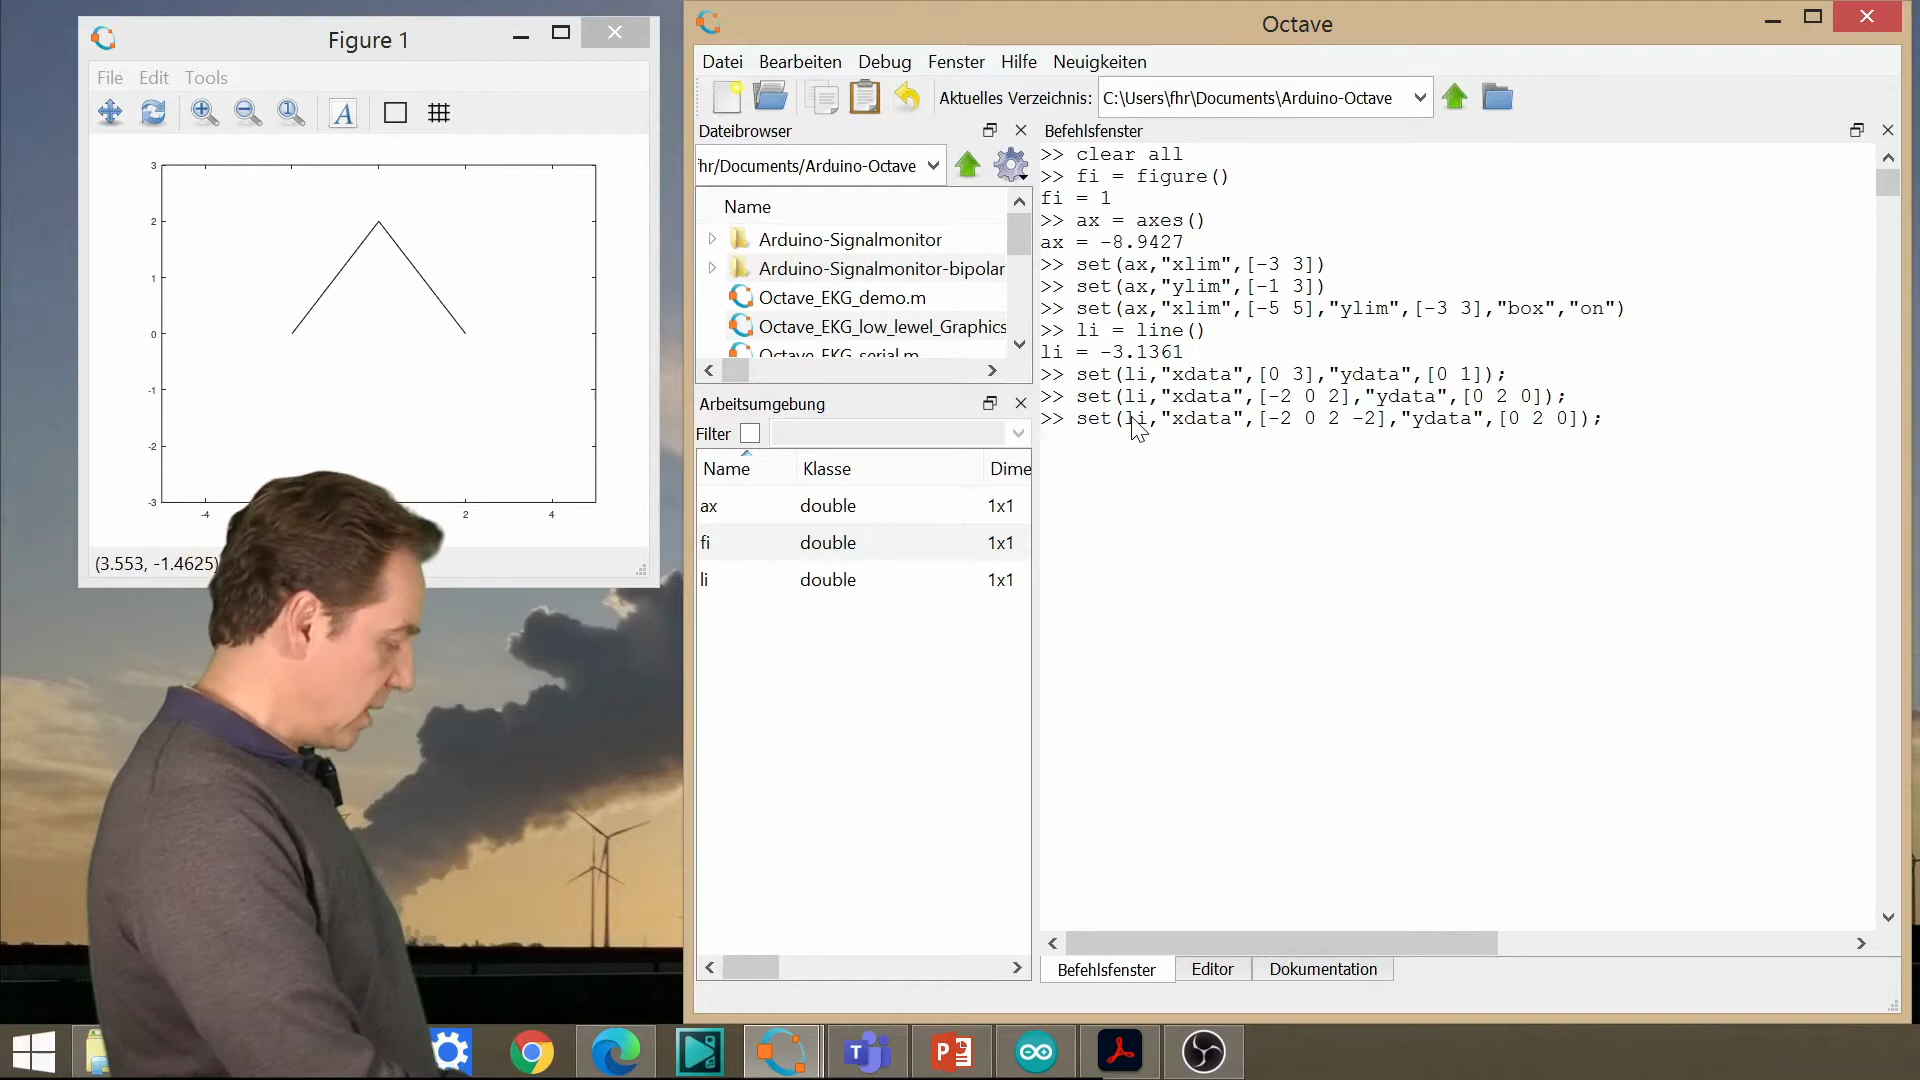 Figure 1
File Edit Tools
A
3
2
1
0
-1
-2
-3
-4
2
4
(3.553, -1.4625)
Octave
Datei Bearbeiten Debug Fenster Hilfe Neuigkeiten
Aktuelles Verzeichnis: C:\Users\fhr\Documents\Arduino-Octave
Dateibrowser
hr/Documents/Arduino-Octave
Name
Arduino-Signalmonitor
Arduino-Signalmonitor-bipolar
Octave_EKG_demo.m
Octave_EKG_low_lewel_Graphics
Octave_EKG_serial.m
Arbeitsumgebung
Filter
Name Klasse Dime
ax double 1x1
fi double 1x1
li double 1x1
Befehlsfenster
>> clear all
>> fi = figure()
fi = 1
>> ax = axes()
ax = -8.9427
>> set(ax,"xlim",[-3 3])
>> set(ax,"ylim",[-1 3])
>> set(ax,"xlim",[-5 5],"ylim",[-3 3],"box","on")
>> li = line()
li = -3.1361
>> set(li,"xdata",[0 3],"ydata",[0 1]);
>> set(li,"xdata",[-2 0 2],"ydata",[0 2 0]);
>> set(li,"xdata",[-2 0 2 -2],"ydata",[0 2 0]);
Befehlsfenster Editor Dokumentation